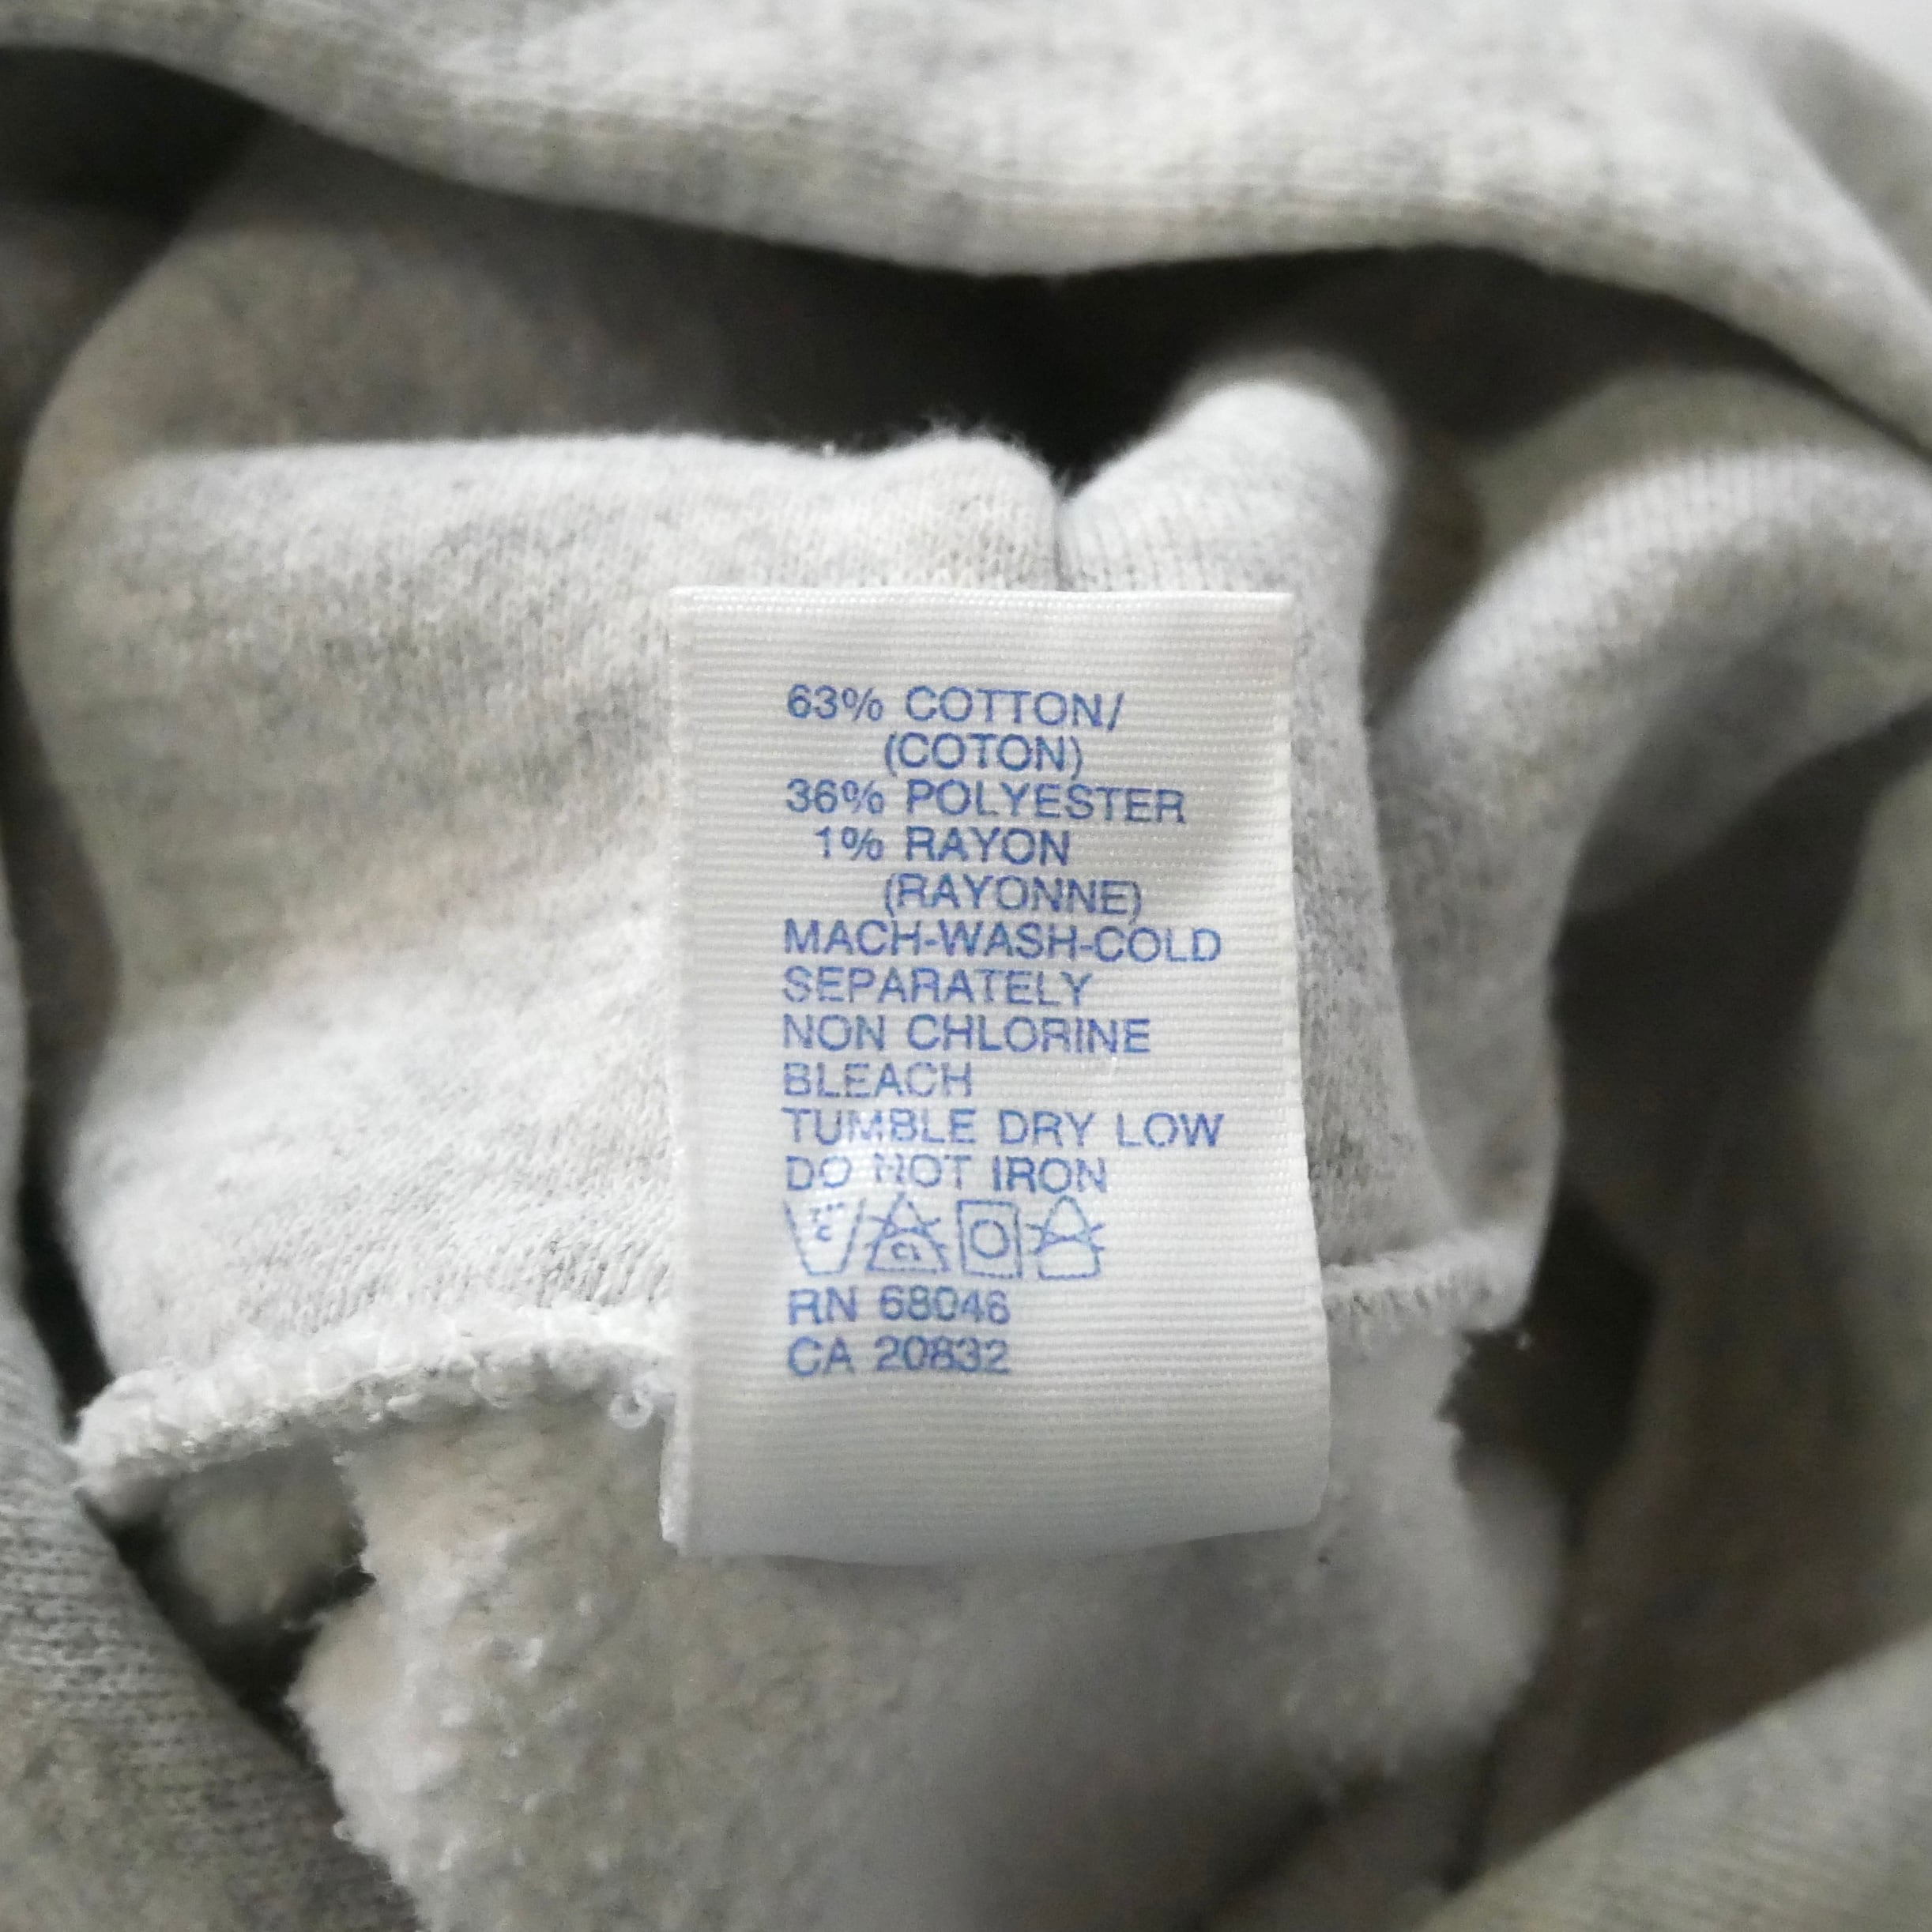 63% COTTON/
(COTON)
36% POLYESTER
1% RAYON
(RAYONNE)
MACH-WASH-COLD
SEPARATELY
NON CHLORINE
BLEACH
TUMBLE DRY LOW
DO NOT IRON
C CL
RN 68046
CA 20832